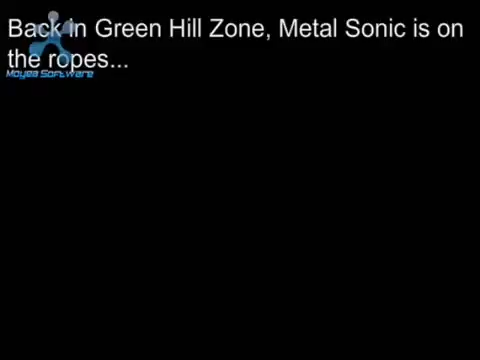 Back in Green Hill Zone, Metal Sonic is on
the ropes...
Moyea Software